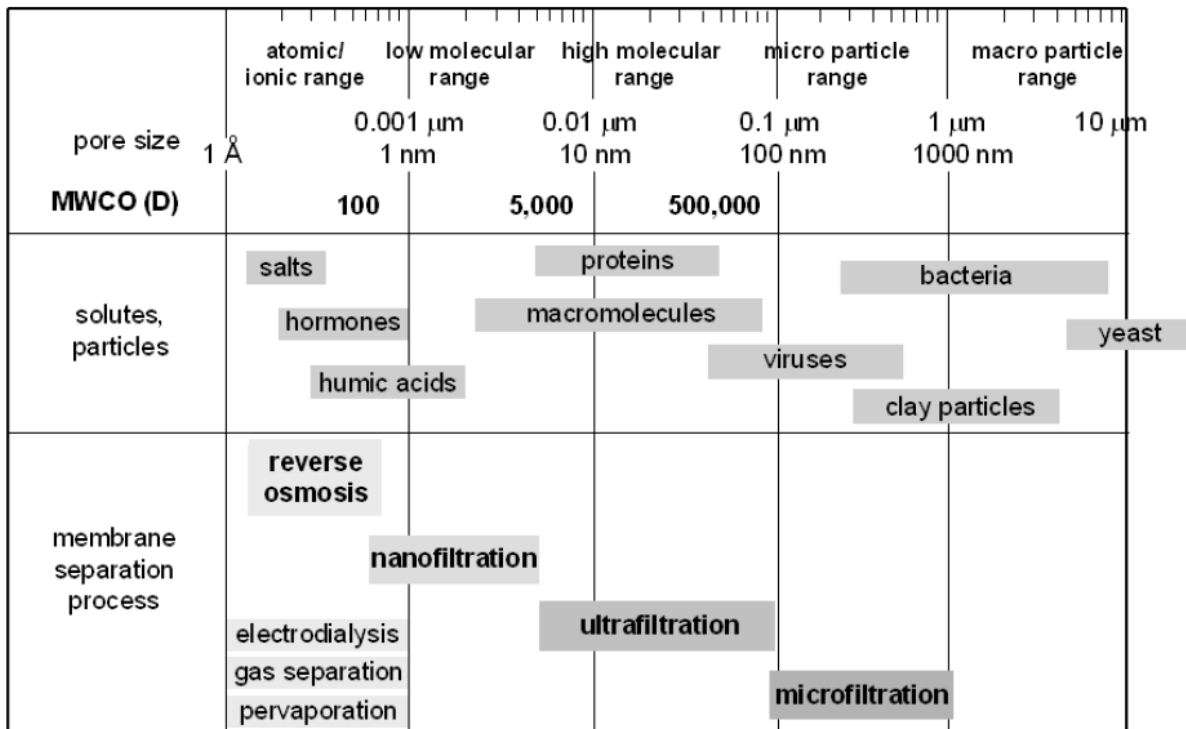 atomic/ ionic range
low molecular range
high molecular range
micro particle range
macro particle range
pore size
1 Å
0.001 µm
1 nm
0.01 µm
10 nm
0.1 µm
100 nm
1 µm
1000 nm
10 µm
MWCO (D)
100
5,000
500,000
solutes,
particles
salts
proteins
bacteria
hormones
macromolecules
yeast
viruses
humic acids
clay particles
membrane
separation
process
reverse
osmosis
nanofiltration
ultrafiltration
electrodialysis
gas separation
microfiltration
pervaporation